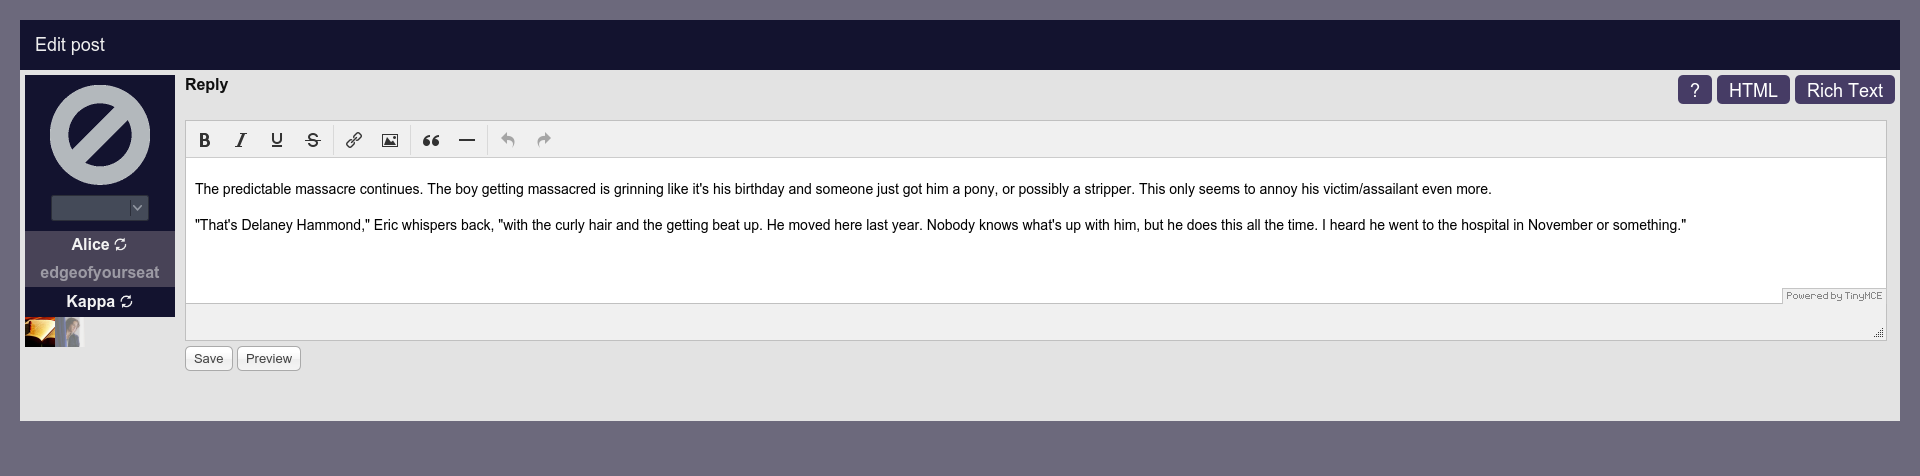 Edit post
Reply
? HTML Rich Text
B I U S
Alice
edgeofyourseat
Kappa
The predictable massacre continues. The boy getting massacred is grinning like it's his birthday and someone just got him a pony, or possibly a stripper. This only seems to annoy his victim/assailant even more.
"That's Delaney Hammond," Eric whispers back, "with the curly hair and the getting beat up. He moved here last year. Nobody knows what's up with him, but he does this all the time. I heard he went to the hospital in November or something."
Powered by TinyMCE
Save Preview